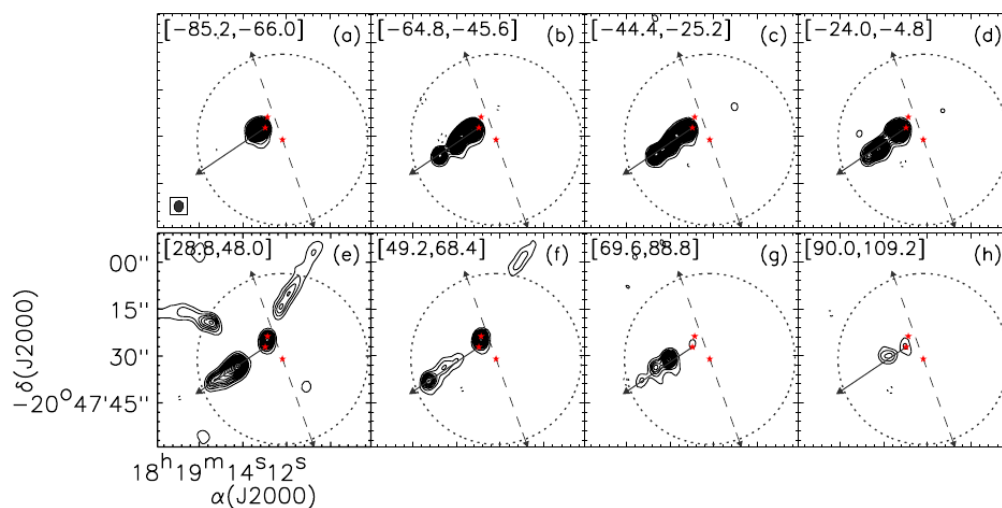 [−85.2,−66.0] (a) [−64.8,−45.6] (b) [−44.4,−25.2] (c) [−24.0,−4.8] (d)
[28.8,48.0] (e) [49.2,68.4] (f) [69.6,88.8] (g) [90.0,109.2] (h)
00''
15''
30''
−20°47'45''
δ(J2000)
18ʰ19ᵐ14ˢ12ˢ
α(J2000)